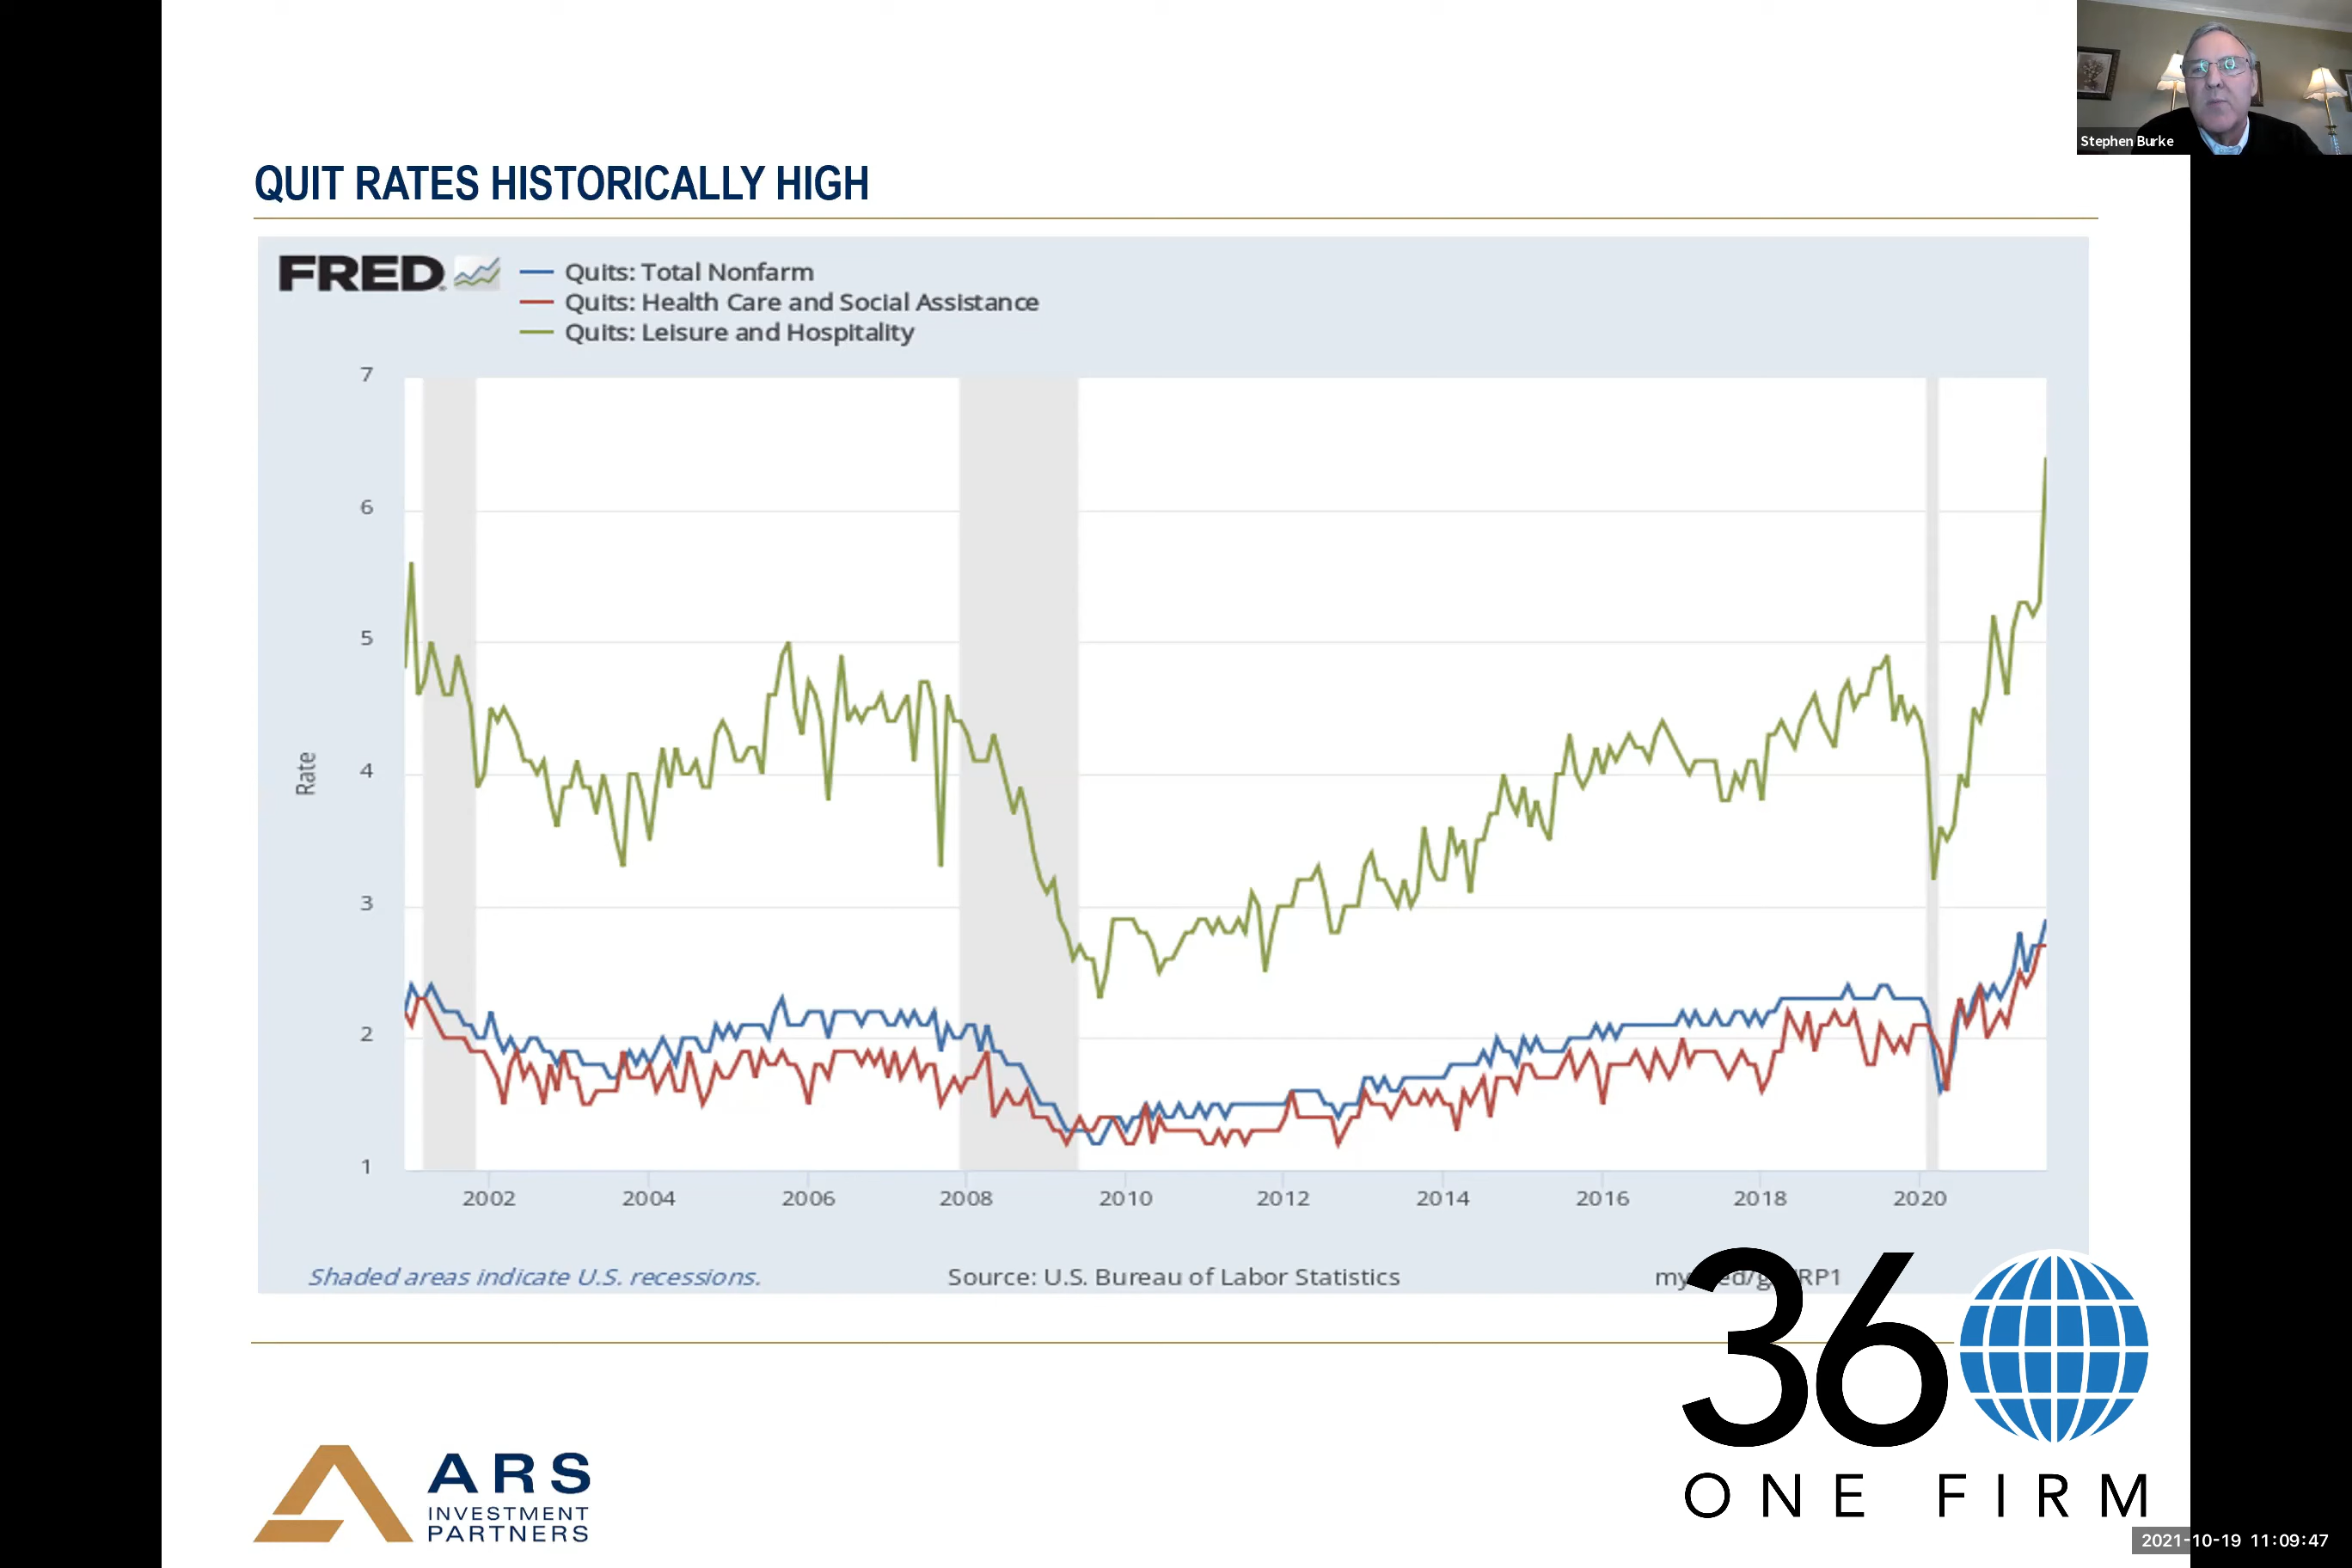 Stephen Burke
QUIT RATES HISTORICALLY HIGH
FRED
Quits: Total Nonfarm
Quits: Health Care and Social Assistance
Quits: Leisure and Hospitality
7
6
5
4
3
2
1
Rate
2002 2004 2006 2008 2010 2012 2014 2016 2018 2020
Shaded areas indicate U.S. recessions.
Source: U.S. Bureau of Labor Statistics
36
ONE FIRM
ARS
INVESTMENT
PARTNERS
2021-10-19 11:09:47